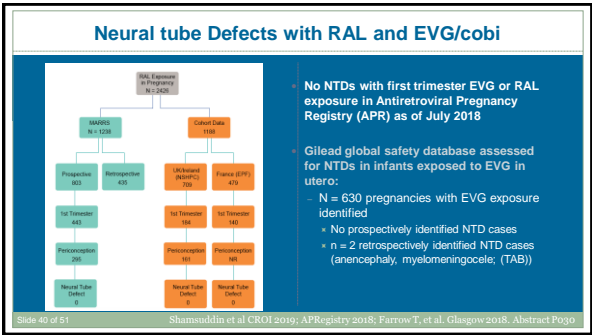 Neural tube Defects with RAL and EVG/cobi
RAL Exposure
in Pregnancy
N = 2426
MARRS
N = 1238
Cohort Data
1188
Prospective
803
Retrospective
435
UK/Ireland
(NSHPC)
709
France (EPF)
479
1st Trimester
443
1st Trimester
184
1st Trimester
140
Periconception
295
Periconception
161
Periconception
NR
Neural Tube
Defect
0
Neural Tube
Defect
0
Neural Tube
Defect
0
No NTDs with first trimester EVG or RAL
exposure in Antiretroviral Pregnancy
Registry (APR) as of July 2018
Gilead global safety database assessed
for NTDs in infants exposed to EVG in
utero:
– N = 630 pregnancies with EVG exposure
identified
× No prospectively identified NTD cases
× n = 2 retrospectively identified NTD cases
(anencephaly, myelomeningocele; (TAB))
Slide 40 of 51
Shamsuddin et al CROI 2019; APRegistry 2018; Farrow T, et al. Glasgow 2018. Abstract P030